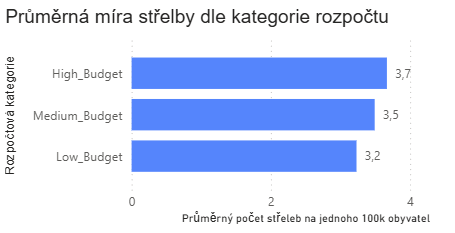 Průměrná míra střelby dle kategorie rozpočtu
Rozpočtová kategorie
High_Budget 3,7
Medium_Budget 3,5
Low_Budget 3,2
0 2 4
Průměrný počet střeleb na jednoho 100k obyvatel